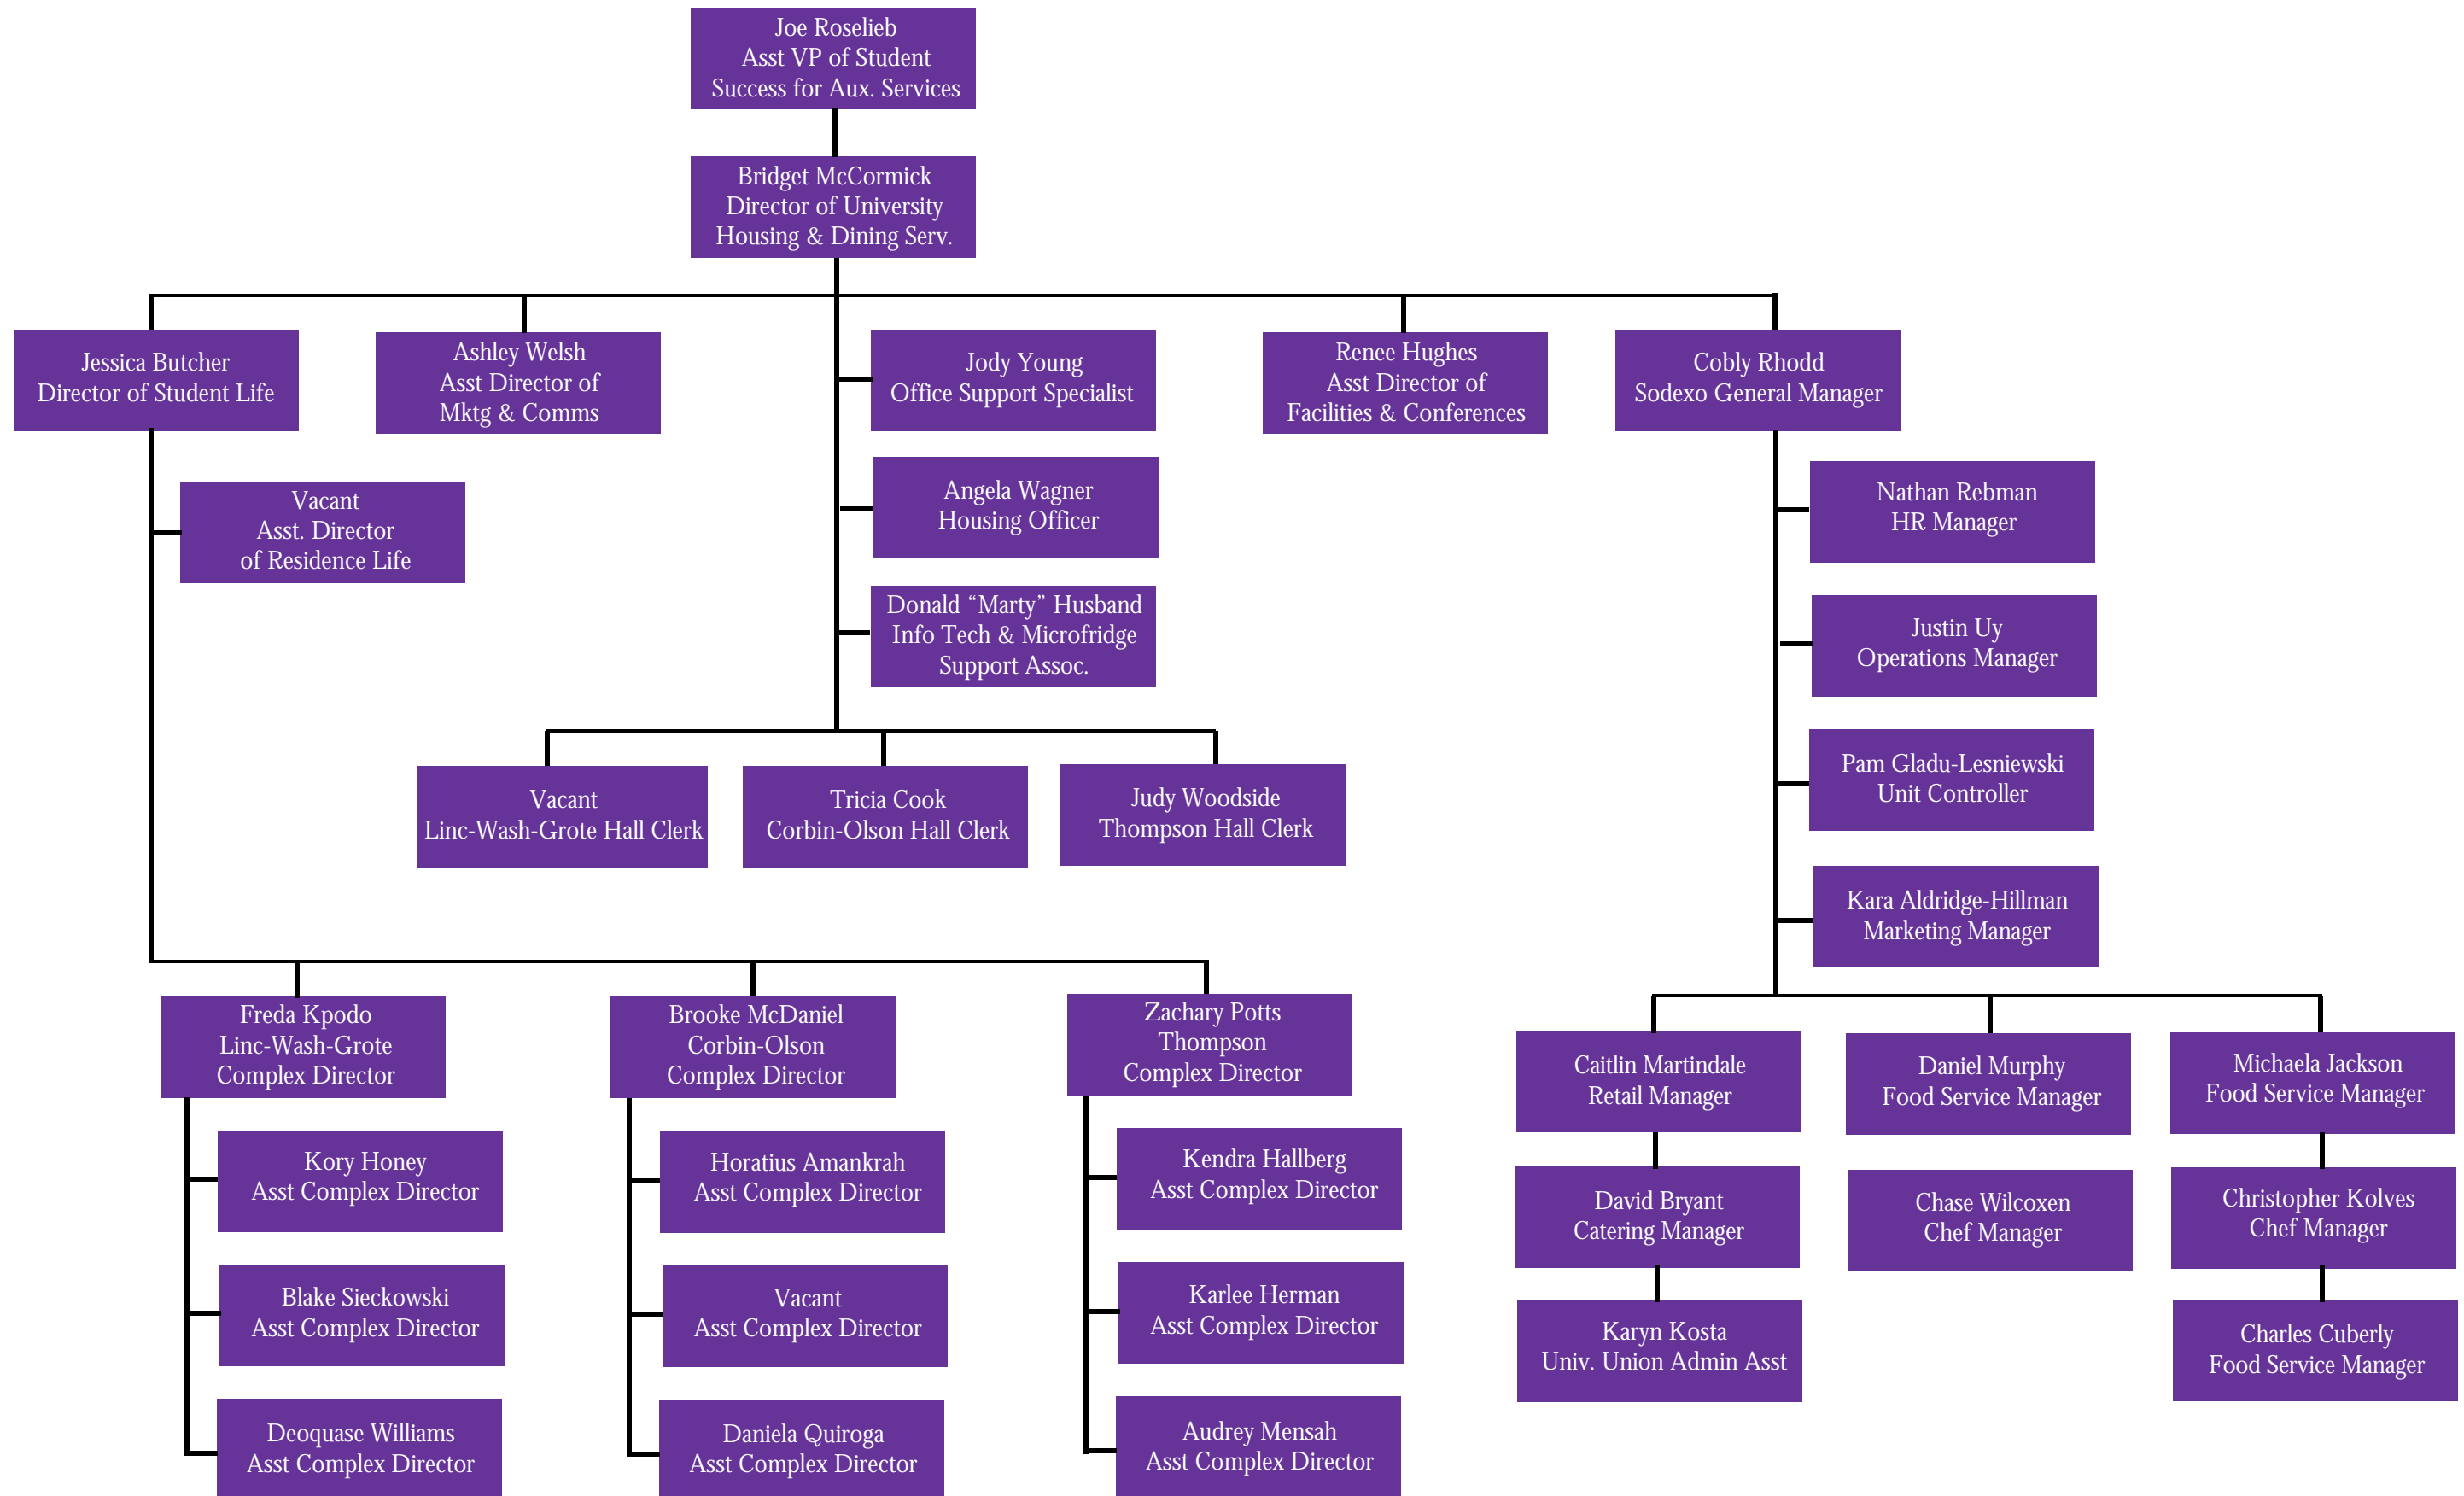 Joe Roselieb
Asst VP of Student
Success for Aux. Services
Bridget McCormick
Director of University
Housing & Dining Serv.
Jessica Butcher
Director of Student Life
Ashley Welsh
Asst Director of
Mktg & Comms
Jody Young
Office Support Specialist
Renee Hughes
Asst Director of
Facilities & Conferences
Cobly Rhodd
Sodexo General Manager
Vacant
Asst. Director
of Residence Life
Angela Wagner
Housing Officer
Donald “Marty” Husband
Info Tech & Microfridge
Support Assoc.
Nathan Rebman
HR Manager
Justin Uy
Operations Manager
Pam Gladu-Lesniewski
Unit Controller
Kara Aldridge-Hillman
Marketing Manager
Vacant
Linc-Wash-Grote Hall Clerk
Tricia Cook
Corbin-Olson Hall Clerk
Judy Woodside
Thompson Hall Clerk
Freda Kpodo
Linc-Wash-Grote
Complex Director
Brooke McDaniel
Corbin-Olson
Complex Director
Zachary Potts
Thompson
Complex Director
Kory Honey
Asst Complex Director
Blake Sieckowski
Asst Complex Director
Deoquase Williams
Asst Complex Director
Horatius Amankrah
Asst Complex Director
Vacant
Asst Complex Director
Daniela Quiroga
Asst Complex Director
Kendra Hallberg
Asst Complex Director
Karlee Herman
Asst Complex Director
Audrey Mensah
Asst Complex Director
Caitlin Martindale
Retail Manager
David Bryant
Catering Manager
Karyn Kosta
Univ. Union Admin Asst
Daniel Murphy
Food Service Manager
Chase Wilcoxen
Chef Manager
Michaela Jackson
Food Service Manager
Christopher Kolves
Chef Manager
Charles Cuberly
Food Service Manager